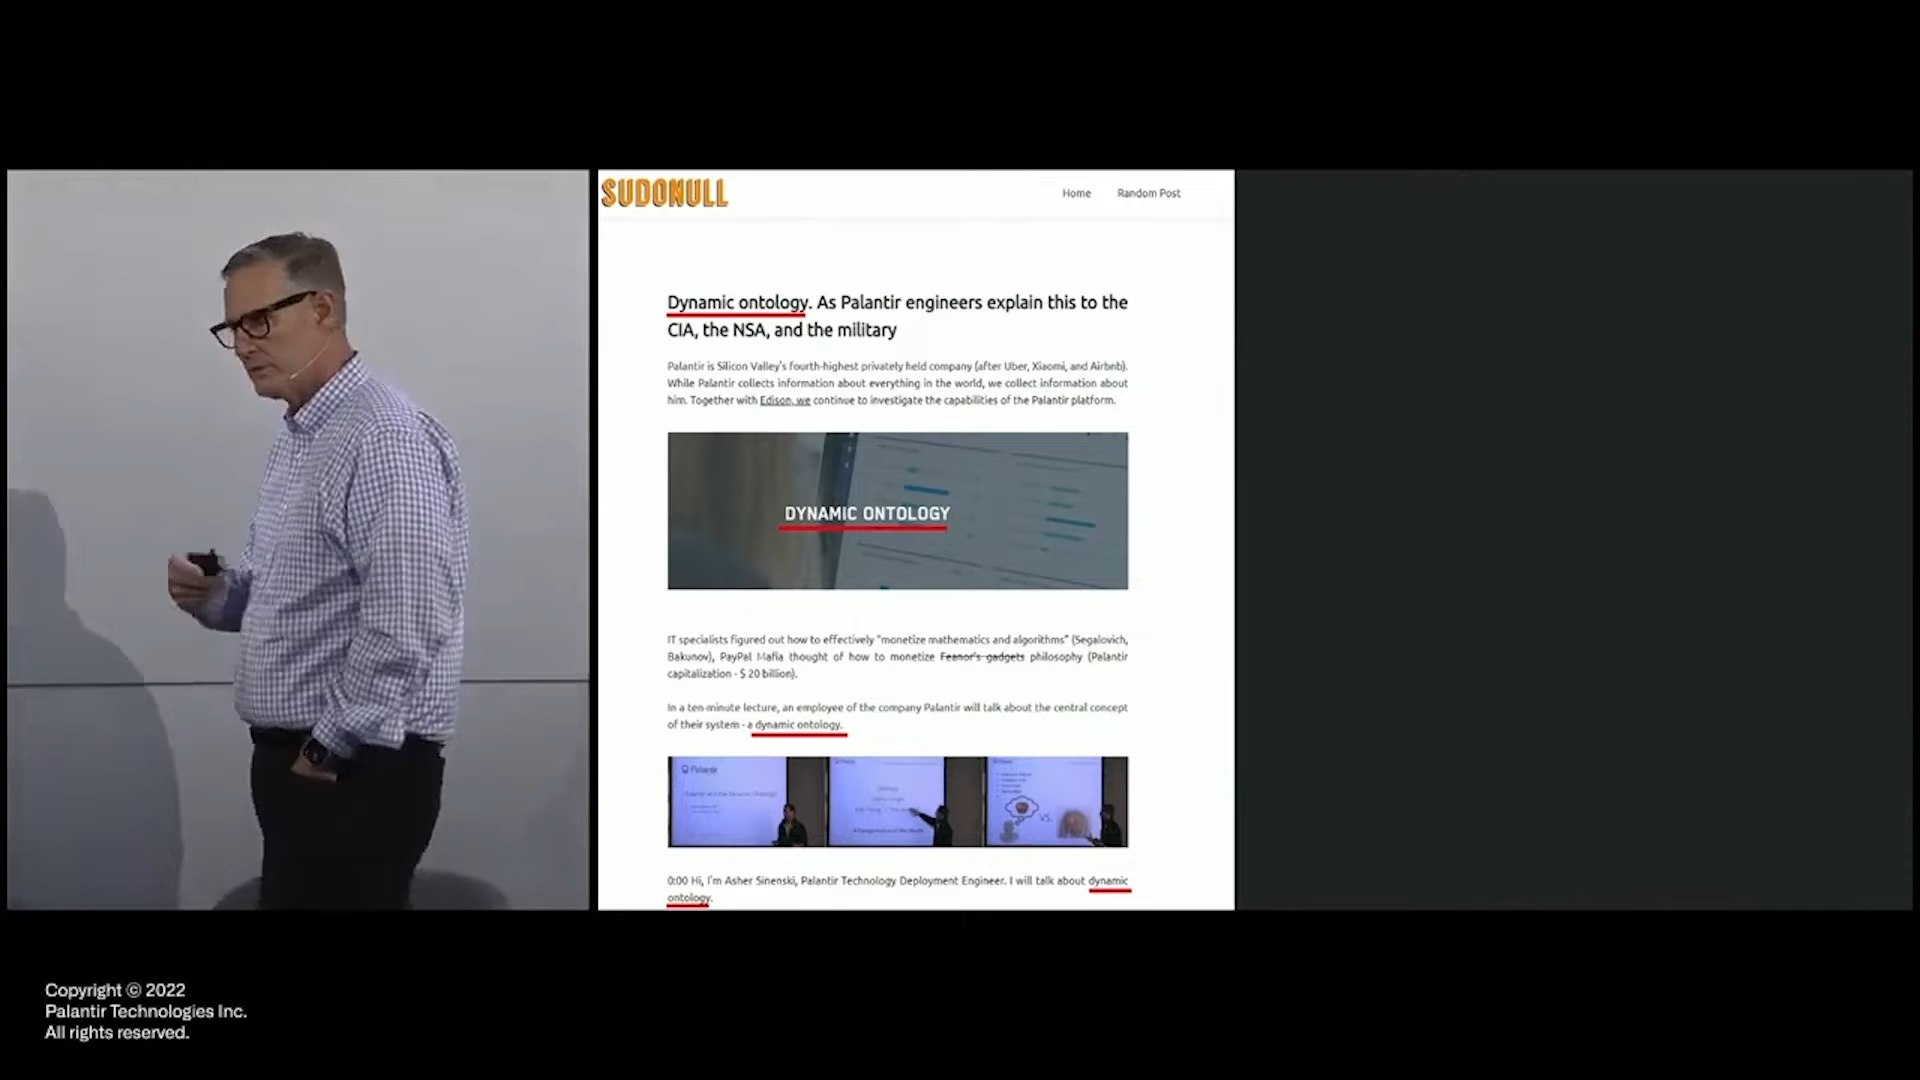 SUDONULL
Home Random Post
Dynamic ontology. As Palantir engineers explain this to the
CIA, the NSA, and the military
Palantir is Silicon Valley's fourth-highest privately held company (after Uber, Xiaomi, and Airbnb).
While Palantir collects information about everything in the world, we collect information about
him. Together with Edison, we continue to investigate the capabilities of the Palantir platform.
DYNAMIC ONTOLOGY
IT specialists figured out how to effectively "monetize mathematics and algorithms" (Segalovich,
Bakunov), PayPal Mafia thought of how to monetize Feanor's gadgets philosophy (Palantir
capitalization - $ 20 billion).
In a ten-minute lecture, an employee of the company Palantir will talk about the central concept
of their system - a dynamic ontology.
Palantir
VS.
0:00 Hi, I'm Asher Sinenski, Palantir Technology Deployment Engineer. I will talk about dynamic
ontology.
Copyright © 2022
Palantir Technologies Inc.
All rights reserved.